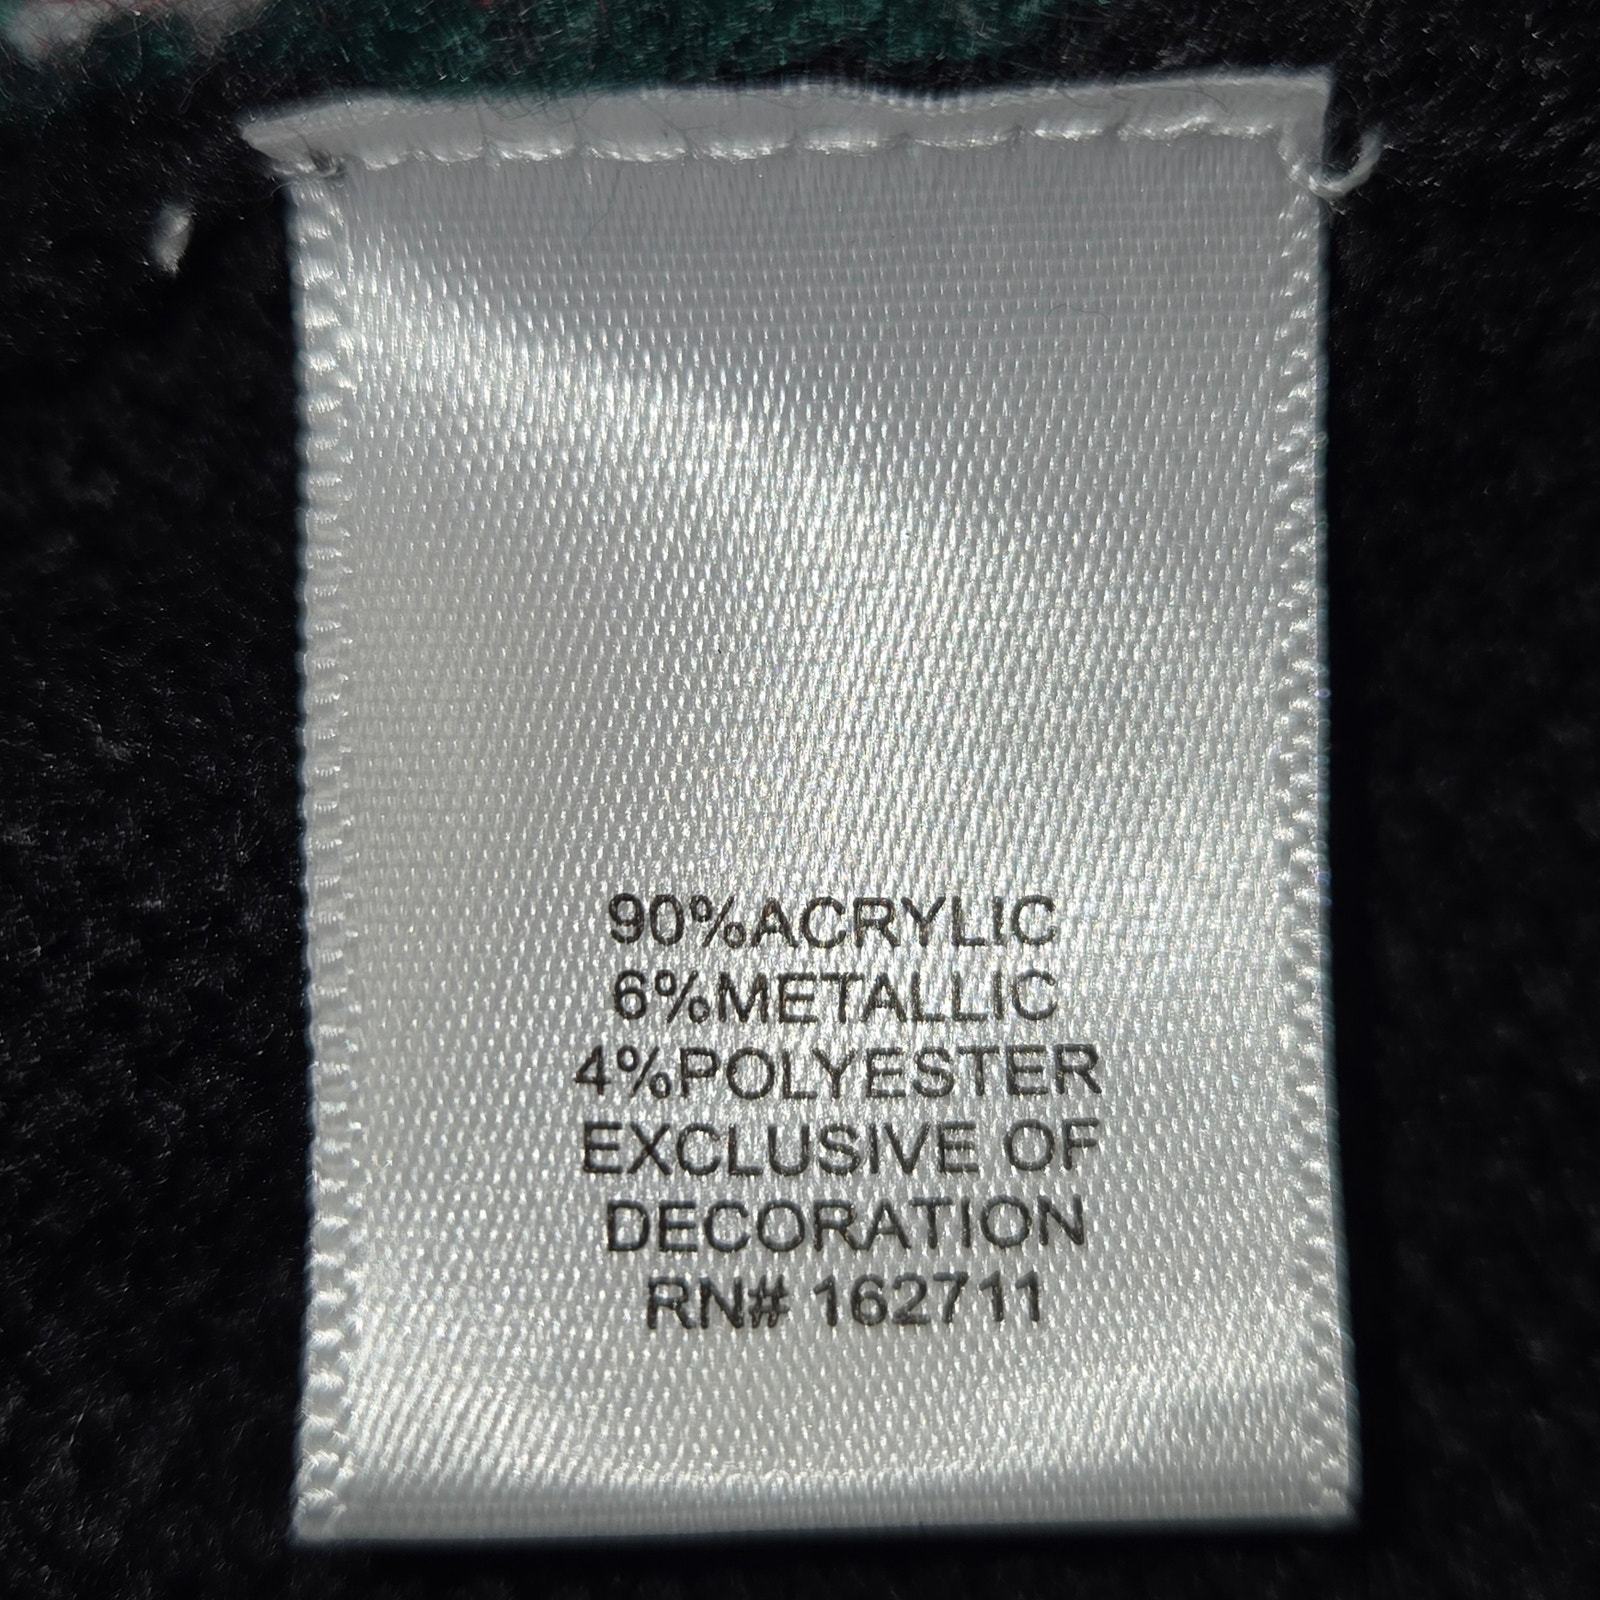 90%ACRYLIC
6%METALLIC
4%POLYESTER
EXCLUSIVE OF
DECORATION
RN# 162711